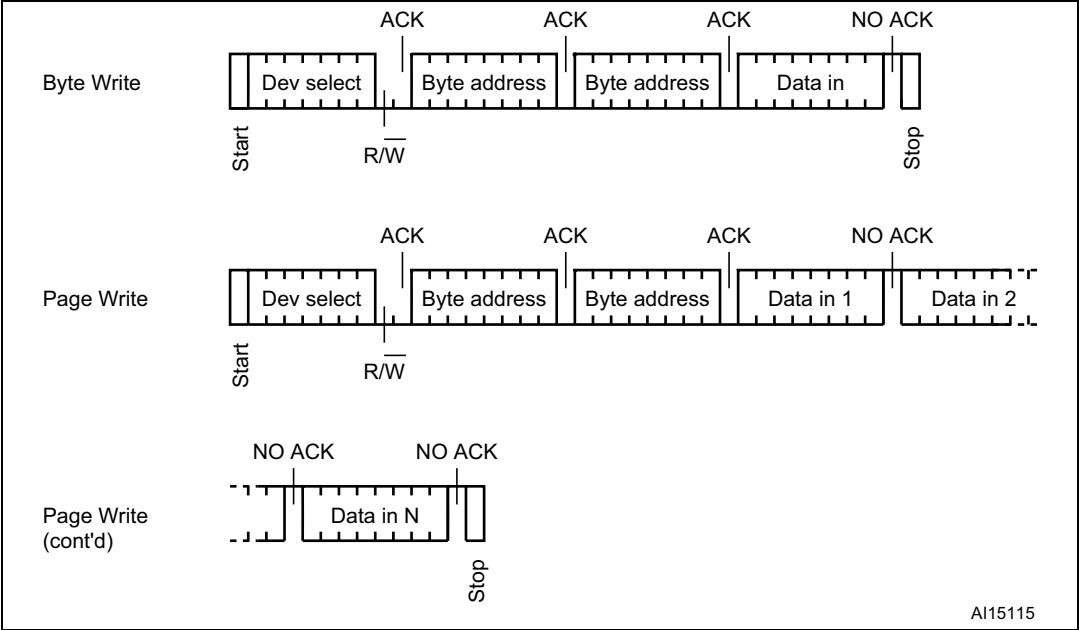 ACK ACK ACK NO ACK
Byte Write Dev select Byte address Byte address Data in
Start R/W̅ Stop
ACK ACK ACK NO ACK
Page Write Dev select Byte address Byte address Data in 1 Data in 2
Start R/W̅
NO ACK NO ACK
Page Write Data in N
(cont'd)
Stop
AI15115